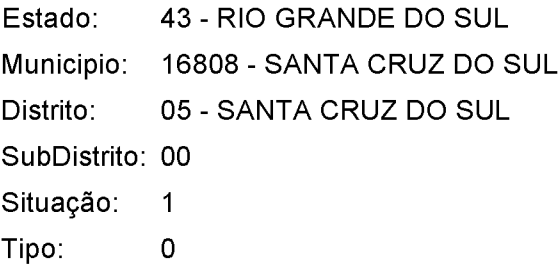 Estado: 43 - RIO GRANDE DO SUL
Municipio: 16808 - SANTA CRUZ DO SUL
Distrito: 05 - SANTA CRUZ DO SUL
SubDistrito: 00
Situação: 1
Tipo: 0